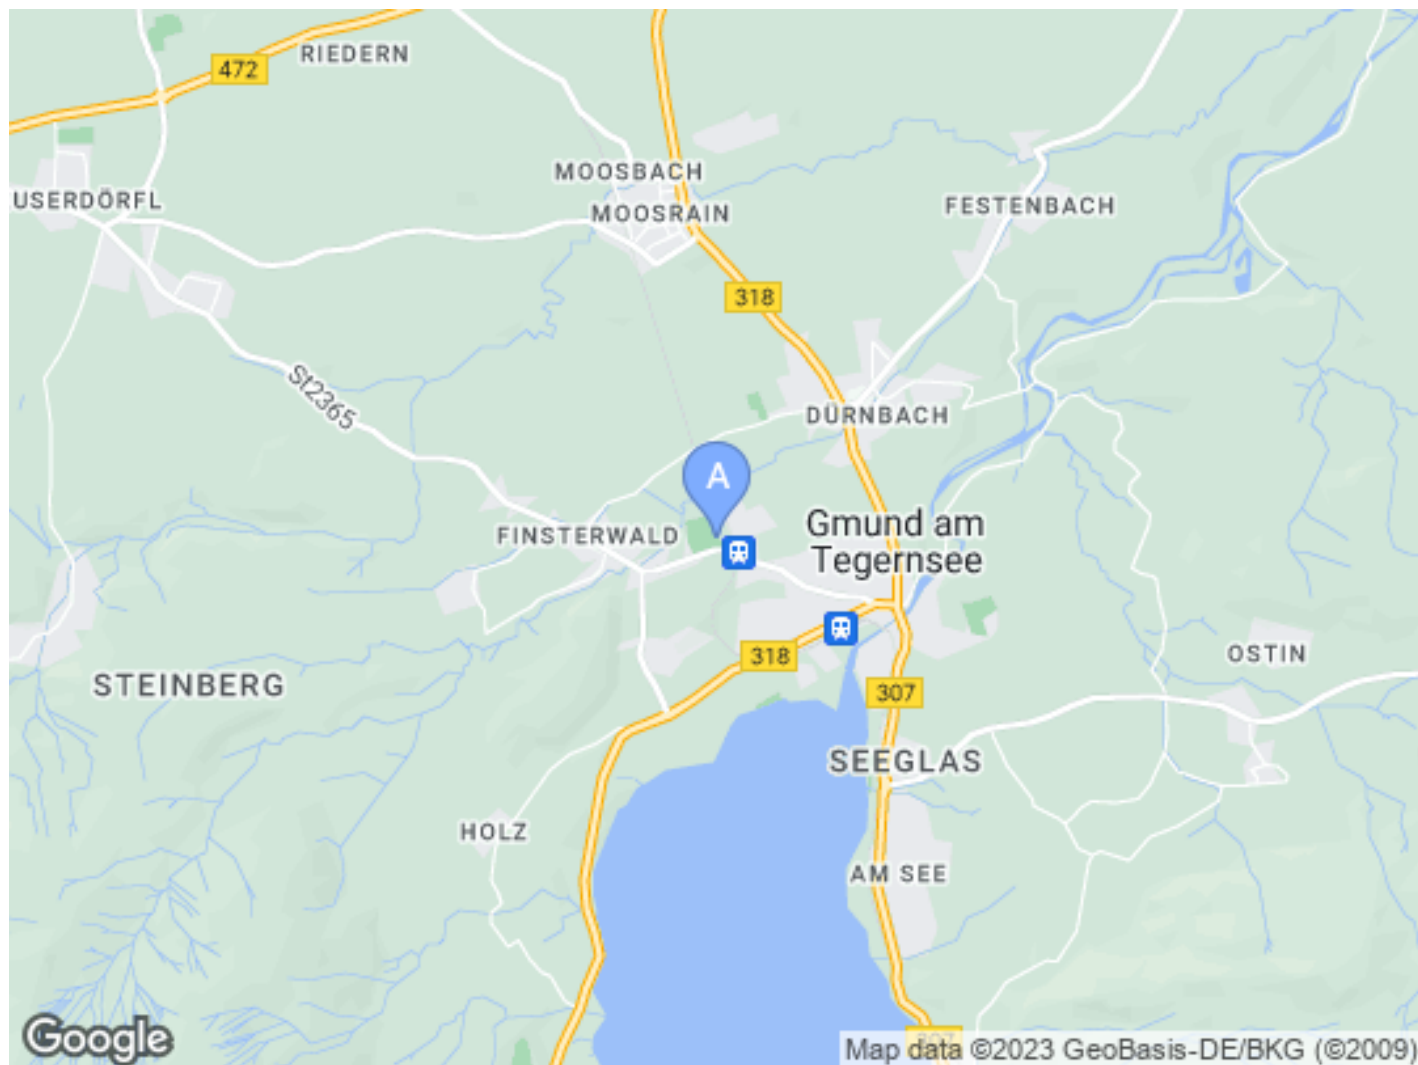 RIEDERN
472
MOOSBACH
USERDÖRFL
MOOSRAIN
FESTENBACH
318
St2365
DÜRNBACH
A
FINSTERWALD
Gmund am
Tegernsee
318
OSTIN
STEINBERG
307
SEEGLAS
HOLZ
AM SEE
307
Google
Map data ©2023 GeoBasis-DE/BKG (©2009)